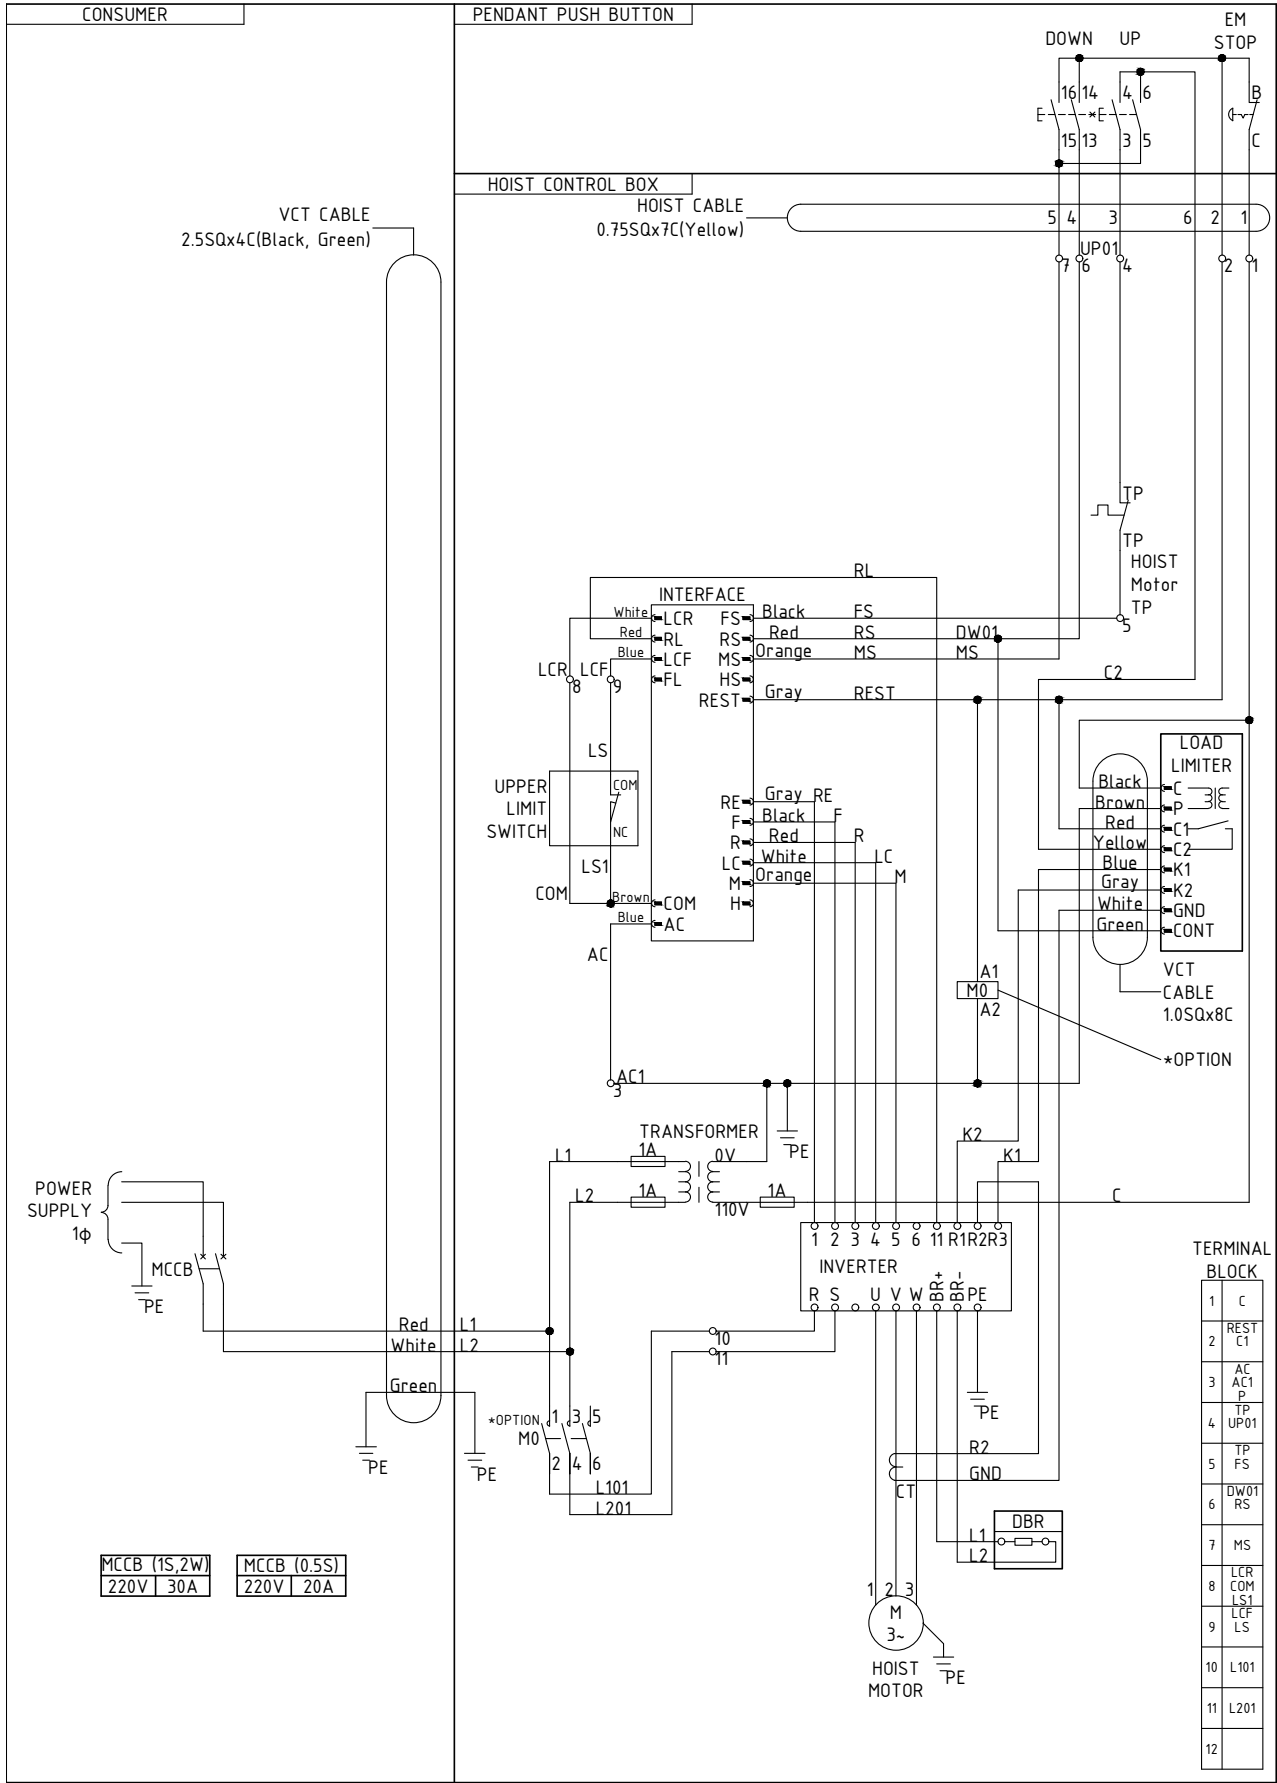 CONSUMER
PENDANT PUSH BUTTON
EM
STOP
DOWN UP
16 14 4 6 B
15 13 3 5 C
HOIST CONTROL BOX
HOIST CABLE
0.75SQx7C(Yellow)
5 4 3 6 2 1
VCT CABLE
2.5SQx4C(Black, Green)
UP01
7 6 4 2 1
TP
TP
HOIST
Motor
TP
5
RL
INTERFACE
White LCR FS Black FS
Red RL RS Red RS DW01
Blue LCF MS Orange MS MS
LCR LCF FL HS
8 9
REST Gray REST
C2
LS
LOAD
LIMITER
UPPER
LIMIT
SWITCH
COM
NC
Black C
Brown P
Red C1
Yellow C2
Blue K1
Gray K2
White GND
Green CONT
RE Gray RE
F Black F
R Red R
LC White LC
M Orange M
H
LS1
COM
Brown COM
Blue AC
AC
VCT
CABLE
1.0SQx8C
A1
M0
A2
*OPTION
AC1
3
TRANSFORMER
PE
K2
K1
L1 1A 0V
L2 1A 110V 1A C
POWER
SUPPLY
1φ
MCCB
PE
1 2 3 4 5 6 11 R1 R2 R3
INVERTER
R S U V W BR+ BR- PE
TERMINAL
BLOCK
1 C
2 REST
C1
3 AC
AC1
P
4 TP
UP01
5 TP
FS
6 DW01
RS
7 MS
8 LCR
COM
LS1
9 LCF
LS
10 L101
11 L201
12
Red L1
White L2
Green
10
11
PE
PE
PE
*OPTION
M0
1 3 5
2 4 6
L101
L201
R2
GND
CT
DBR
L1
L2
MCCB (1S,2W)
220V 30A
MCCB (0.5S)
220V 20A
1 2 3
M
3~
HOIST
MOTOR
PE